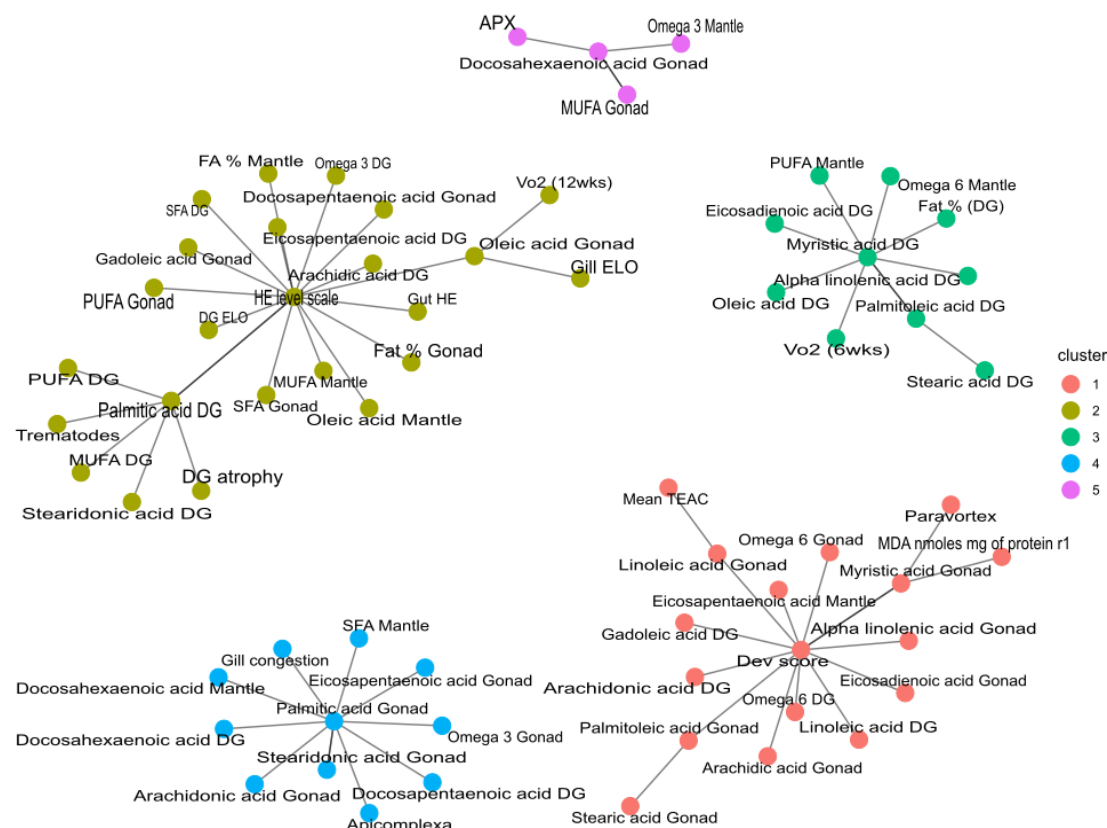 APX
Omega 3 Mantle
Docosahexaenoic acid Gonad
MUFA Gonad
FA % Mantle
Omega 3 DG
Vo2 (12wks)
SFA DG
Docosapentaenoic acid Gonad
Eicosapentaenoic acid DG
Oleic acid Gonad
Gadoleic acid Gonad
Arachidic acid DG
Gill ELO
PUFA Gonad
HE level scale
Gut HE
DG ELO
Fat % Gonad
PUFA DG
MUFA Mantle
SFA Gonad
Palmitic acid DG
Oleic acid Mantle
Trematodes
MUFA DG
DG atrophy
Stearidonic acid DG
PUFA Mantle
Omega 6 Mantle
Fat % (DG)
Eicosadienoic acid DG
Myristic acid DG
Alpha linolenic acid DG
Oleic acid DG
Palmitoleic acid DG
Vo2 (6wks)
Stearic acid DG
cluster
1
2
3
4
5
Mean TEAC
Paravortex
Omega 6 Gonad
MDA nmoles mg of protein r1
Linoleic acid Gonad
Myristic acid Gonad
Eicosapentaenoic acid Mantle
Gadoleic acid DG
Alpha linolenic acid Gonad
Dev score
Arachidonic acid DG
Eicosadienoic acid Gonad
Omega 6 DG
Palmitoleic acid Gonad
Linoleic acid DG
Arachidic acid Gonad
Stearic acid Gonad
SFA Mantle
Gill congestion
Eicosapentaenoic acid Gonad
Docosahexaenoic acid Mantle
Palmitic acid Gonad
Docosahexaenoic acid DG
Omega 3 Gonad
Stearidonic acid Gonad
Arachidonic acid Gonad
Docosapentaenoic acid DG
Apicomplexa